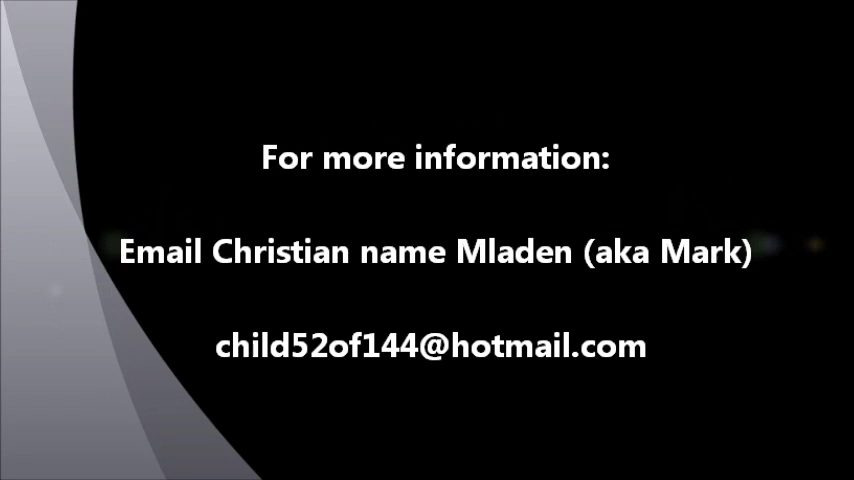 For more information:
Email Christian name Mladen (aka Mark)
child52of144@hotmail.com